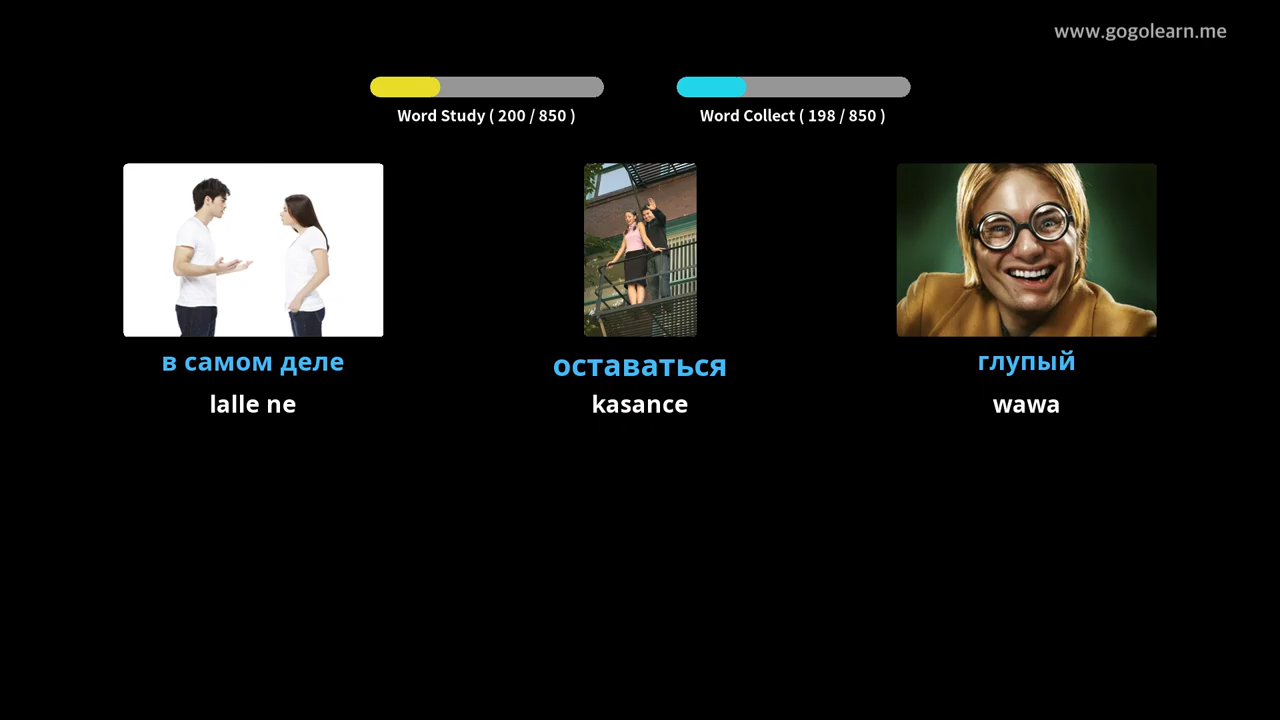 www.gogolearn.me
Word Study ( 200 / 850 )
Word Collect ( 198 / 850 )
в самом деле
оставаться
глупый
lalle ne
kasance
wawa